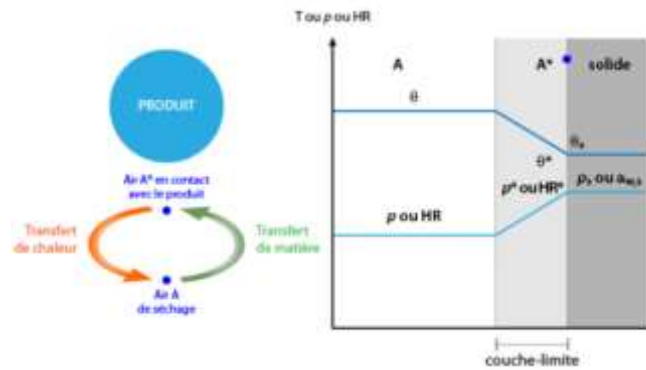 PRODUIT
Air A* en contact
avec le produit
Transfert
de chaleur
Transfert
de matière
Air A
de séchage
T ou p ou HR
A
A*
solide
θ
θs
θ*
p* ou HR*
ps ou aw,s
p ou HR
couche-limite